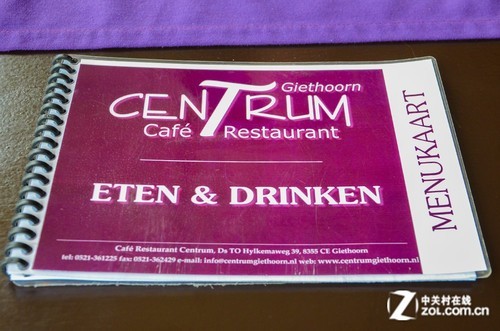 Giethoorn
CENTRUM
Café Restaurant
ETEN & DRINKEN
Café Restaurant Centrum, Ds TO Hylkemaweg 39, 8355 CE Giethoorn
tel: 0521-361225 fax: 0521-362429 e-mail: info@centrumgiethoorn.nl web: www.centrumgiethoorn.nl
MENUKAART
Z 中关村在线
ZOL.COM.CN